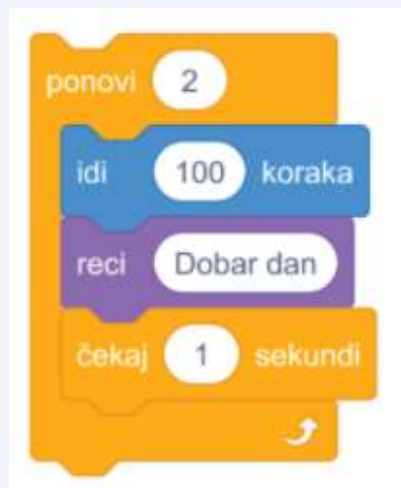 ponovi 2
idi 100 koraka
reci Dobar dan
čekaj 1 sekundi